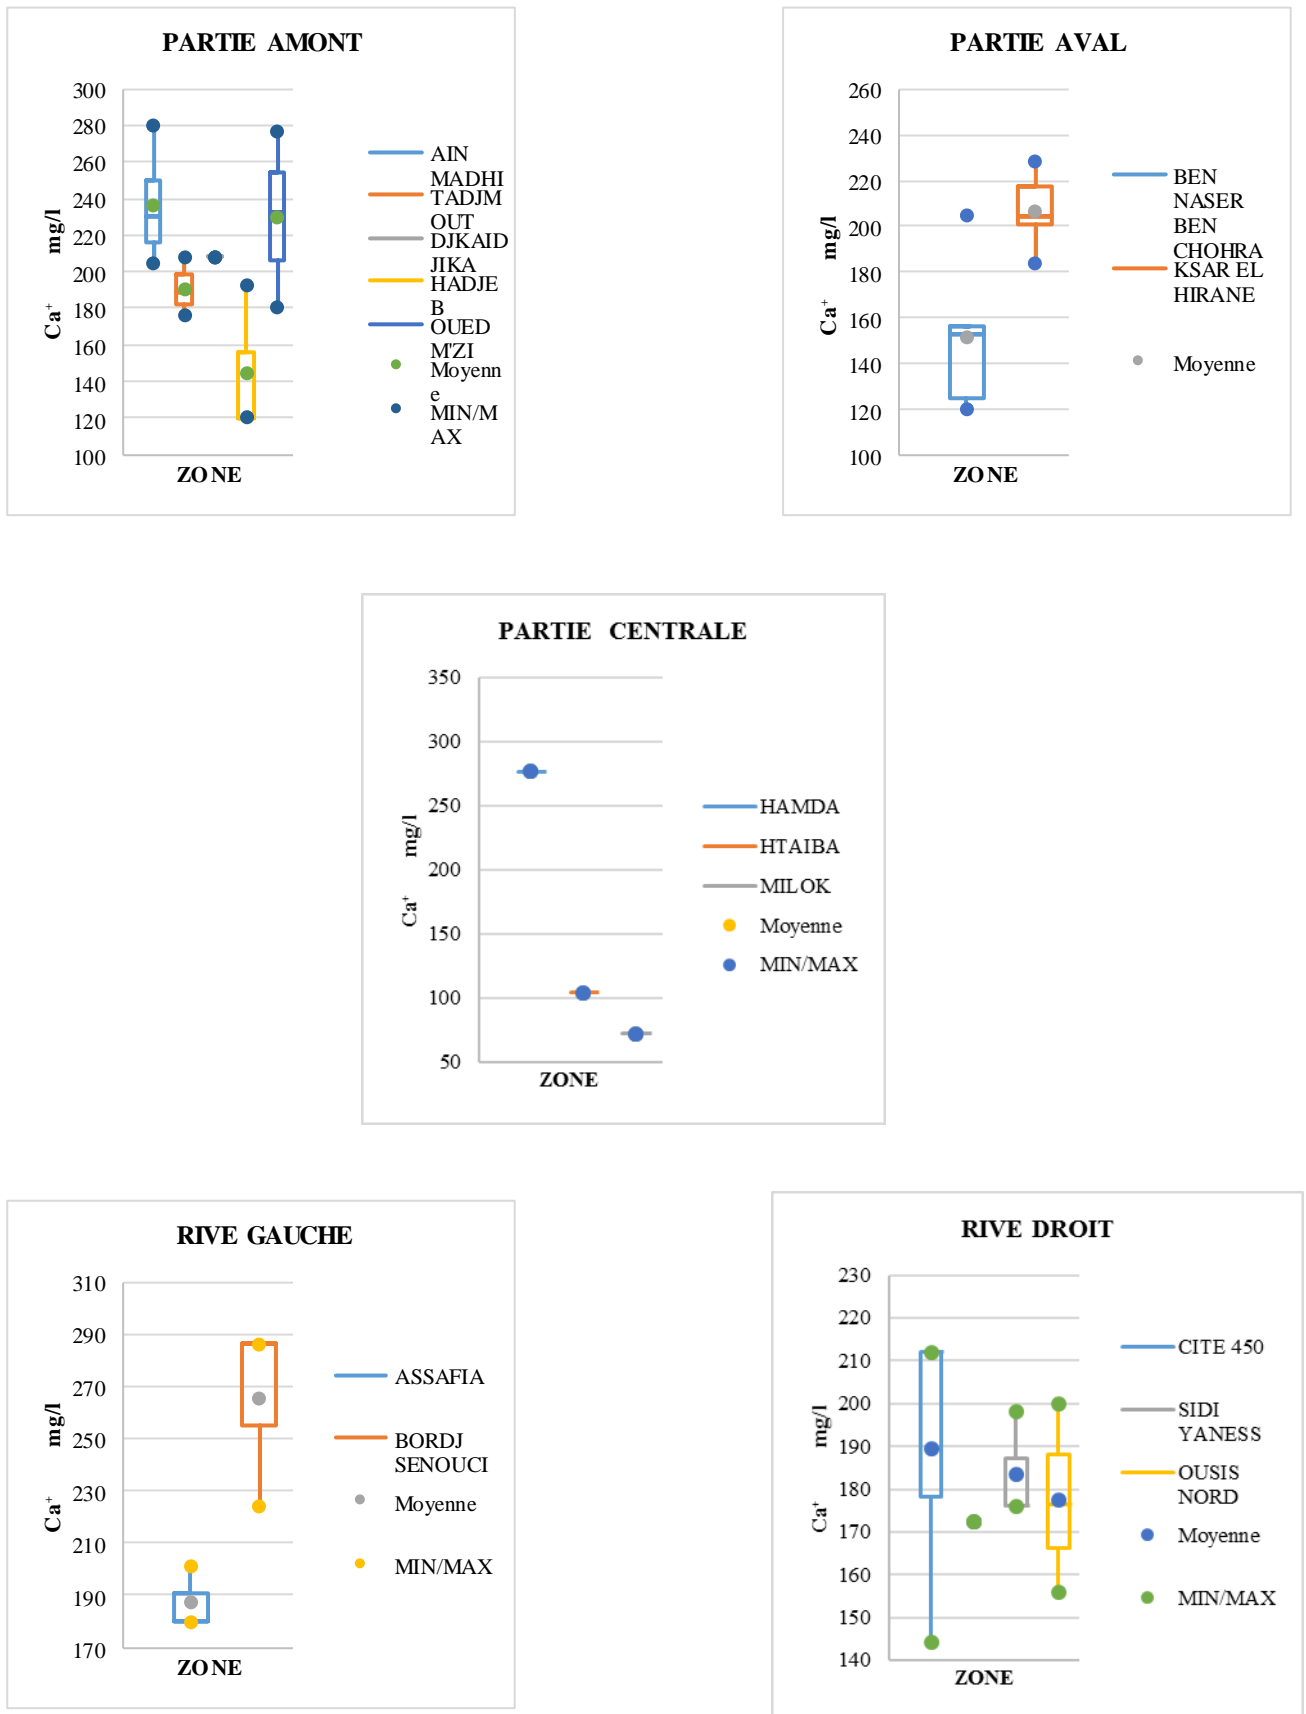 PARTIE AMONT
300
280
260
240
220
200
180
160
140
120
100
Ca⁺ mg/l
ZONE
AIN
MADHI
TADJM
OUT
DJKAID
JIKA
HADJE
B
OUED
M'ZI
Moyenn
e
MIN/M
AX
PARTIE AVAL
260
240
220
200
180
160
140
120
100
Ca⁺ mg/l
ZONE
BEN
NASER
BEN
CHOHRA
KSAR EL
HIRANE
Moyenne
PARTIE CENTRALE
350
300
250
200
150
100
50
Ca⁺ mg/l
ZONE
HAMDA
HTAIBA
MILOK
Moyenne
MIN/MAX
RIVE GAUCHE
310
290
270
250
230
210
190
170
Ca⁺ mg/l
ZONE
ASSAFIA
BORDJ
SENOUCI
Moyenne
MIN/MAX
RIVE DROIT
230
220
210
200
190
180
170
160
150
140
Ca⁺ mg/l
ZONE
CITE 450
SIDI
YANESS
OUSIS
NORD
Moyenne
MIN/MAX